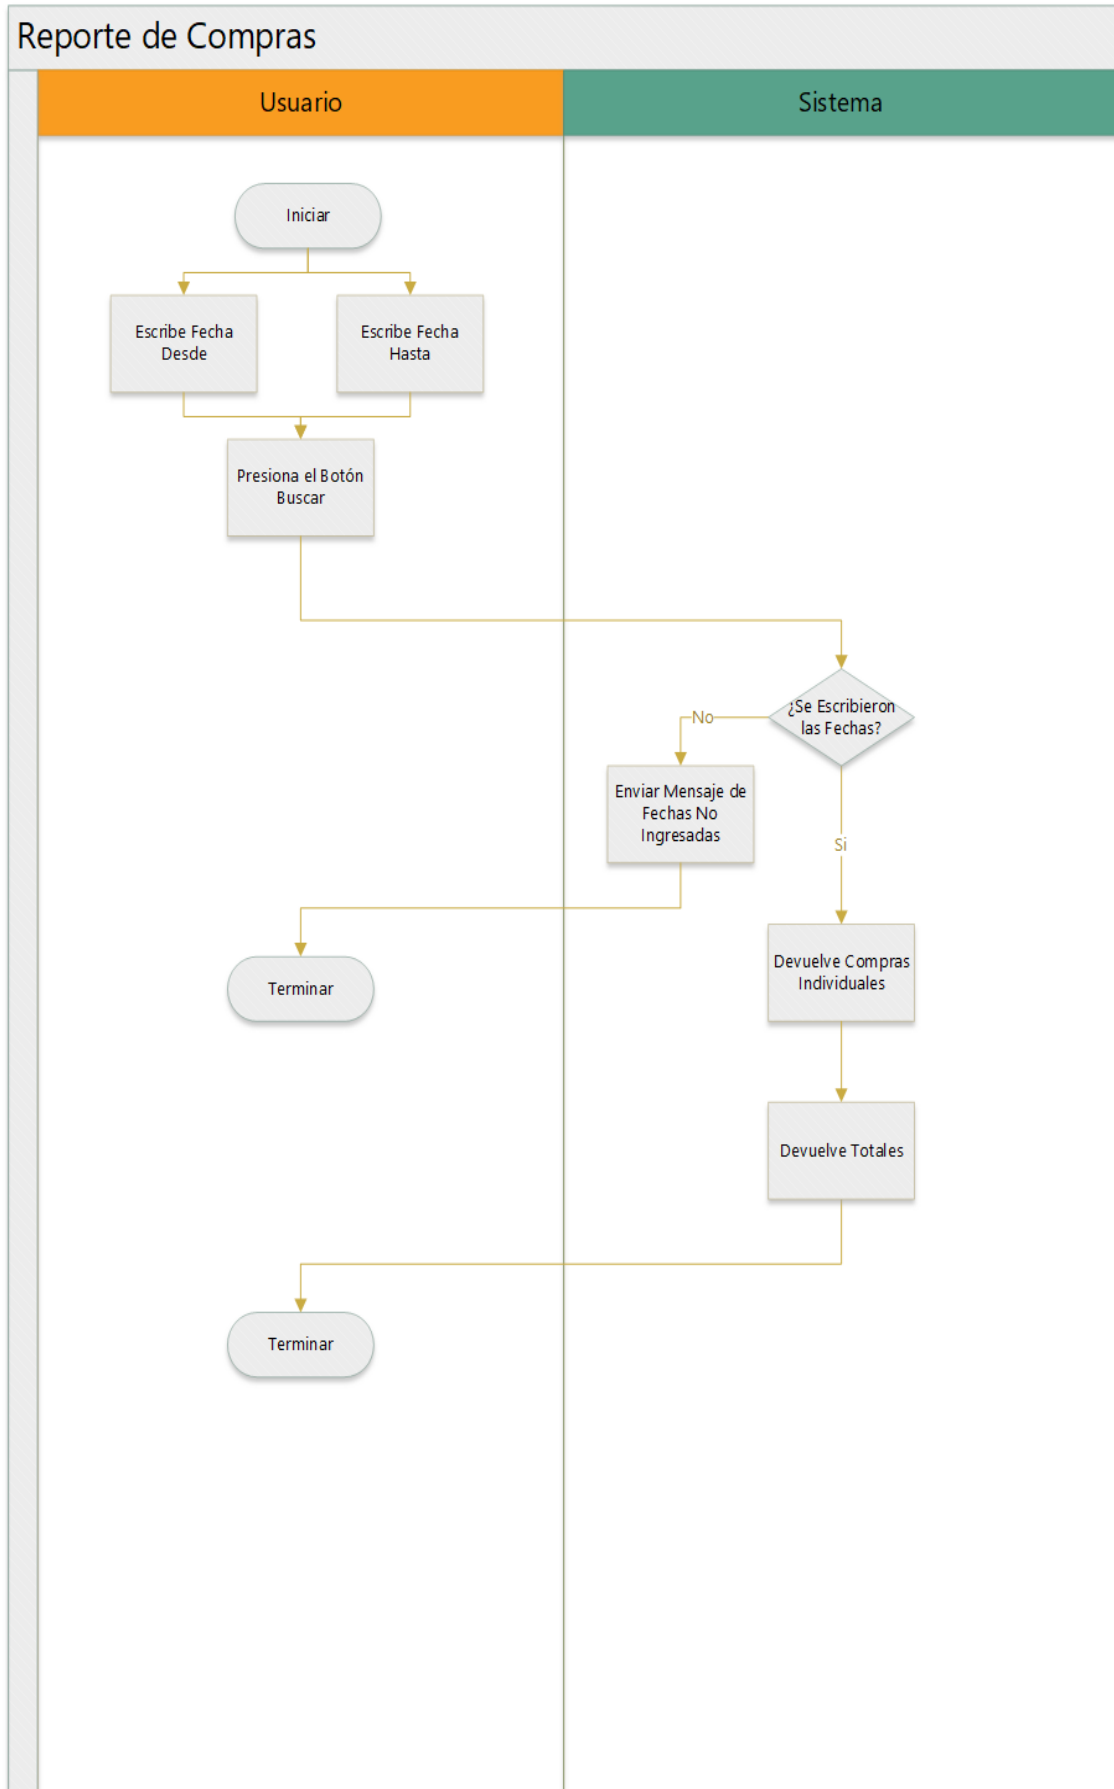 Reporte de Compras
Usuario
Sistema
Iniciar
Escribe Fecha
Desde
Escribe Fecha
Hasta
Presiona el Botón
Buscar
¿Se Escribieron
las Fechas?
No
Enviar Mensaje de
Fechas No
Ingresadas
Si
Terminar
Devuelve Compras
Individuales
Devuelve Totales
Terminar